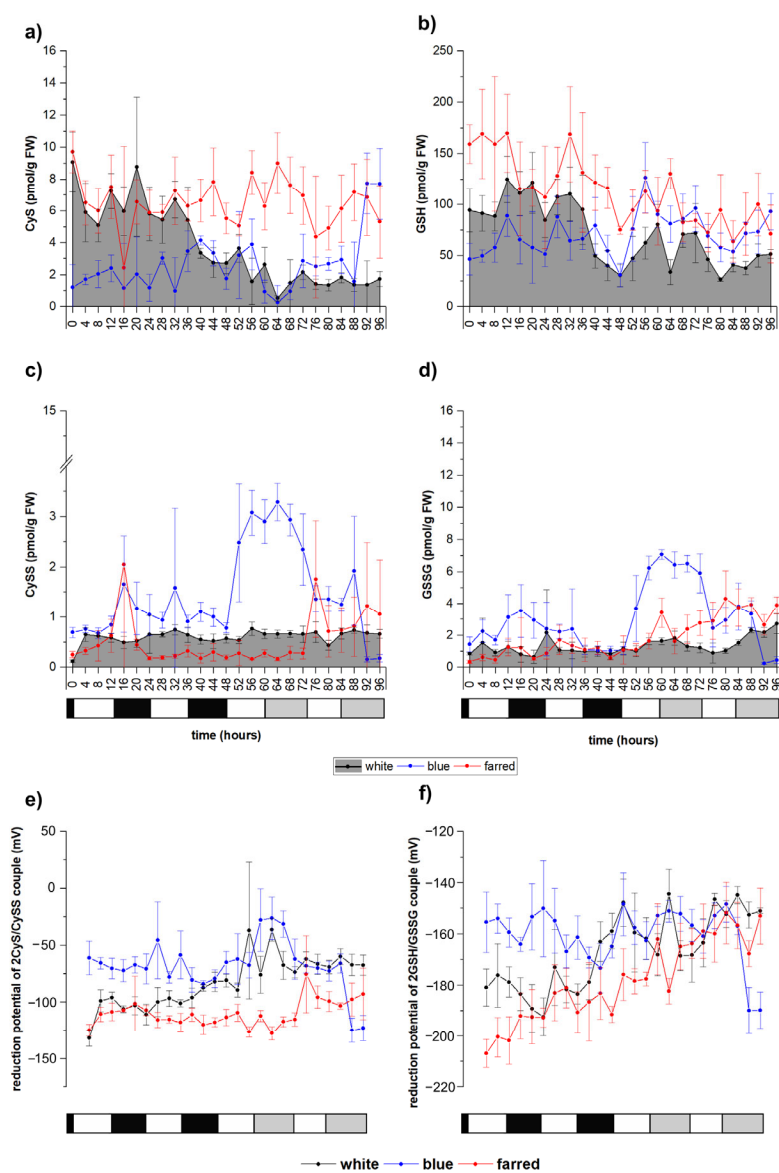 a)
CyS (pmol/g FW)
16
14
12
10
8
6
4
2
0
0 4 8 12 16 20 24 28 32 36 40 44 48 52 56 60 64 68 72 76 80 84 88 92 96
b)
GSH (pmol/g FW)
250
200
150
100
50
0
0 4 8 12 16 20 24 28 32 36 40 44 48 52 56 60 64 68 72 76 80 84 88 92 96
c)
CySS (pmol/g FW)
15
3
2
1
0
0 4 8 12 16 20 24 28 32 36 40 44 48 52 56 60 64 68 72 76 80 84 88 92 96
time (hours)
d)
GSSG (pmol/g FW)
16
14
12
10
8
6
4
2
0
0 4 8 12 16 20 24 28 32 36 40 44 48 52 56 60 64 68 72 76 80 84 88 92 96
time (hours)
white blue farred
e)
reduction potential of 2Cys/CySS couple (mV)
50
0
−50
−100
−150
f)
reduction potential of 2GSH/GSSG couple (mV)
−120
−140
−160
−180
−200
−220
white blue farred